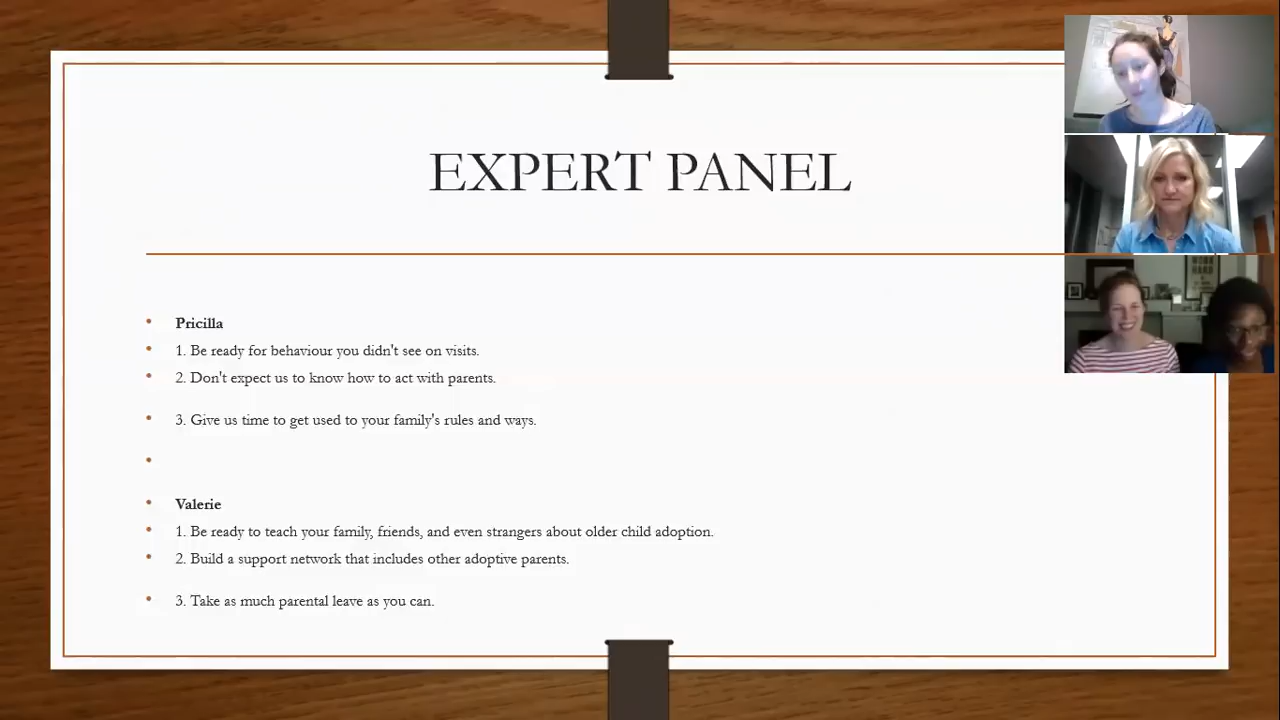 EXPERT PANEL
WORK
HARD
Pricilla
1. Be ready for behaviour you didn't see on visits.
2. Don't expect us to know how to act with parents.
3. Give us time to get used to your family's rules and ways.
Valerie
1. Be ready to teach your family, friends, and even strangers about older child adoption.
2. Build a support network that includes other adoptive parents.
3. Take as much parental leave as you can.